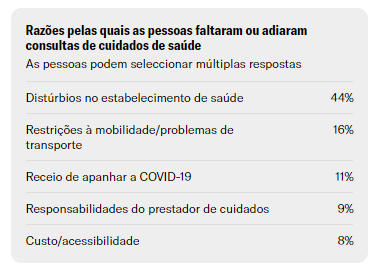 Razões pelas quais as pessoas faltaram ou adiaram
consultas de cuidados de saúde
As pessoas podem seleccionar múltiplas respostas
Distúrbios no estabelecimento de saúde 44%
Restrições à mobilidade/problemas de 16%
transporte
Receio de apanhar a COVID-19 11%
Responsabilidades do prestador de cuidados 9%
Custo/acessibilidade 8%